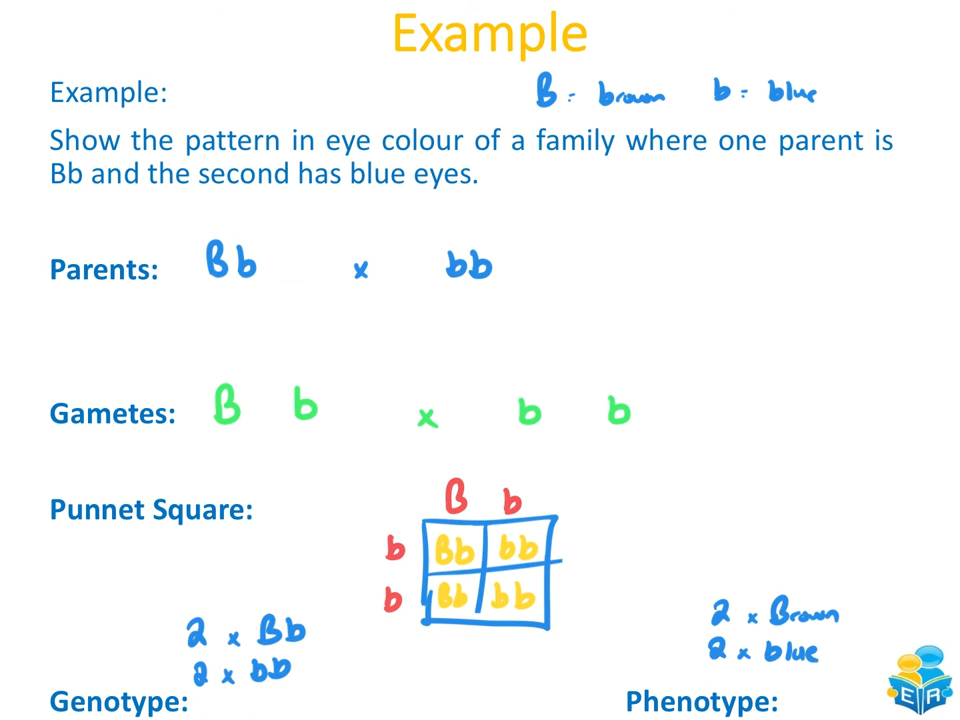 Example
Example: B = brown b = blue
Show the pattern in eye colour of a family where one parent is
Bb and the second has blue eyes.
Parents: Bb x bb
Gametes: B b x b b
Punnet Square:
B b
b Bb bb
b Bb bb
2 x Bb 2 x Brown
2 x bb 2 x blue
Genotype: Phenotype:
E R